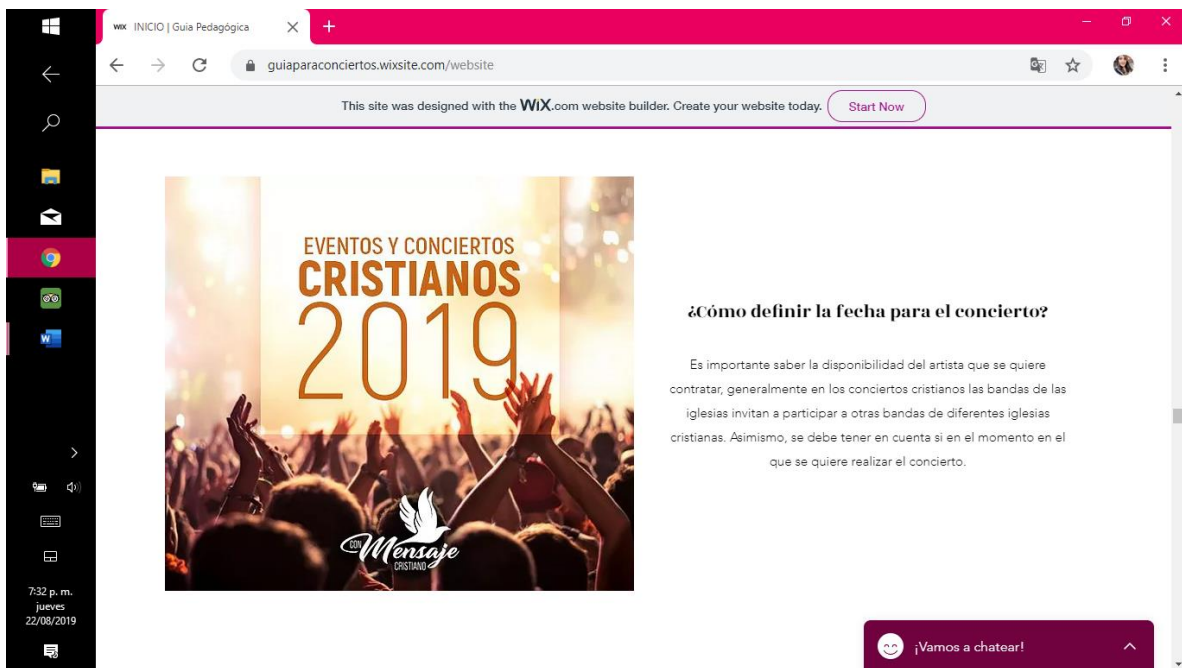 WiX INICIO | Guia Pedagógica
guiaparaconciertos.wixsite.com/website
This site was designed with the WiX.com website builder. Create your website today. Start Now
EVENTOS Y CONCIERTOS
CRISTIANOS
2019
CON Mensaje
CRISTIANO
¿Cómo definir la fecha para el concierto?
Es importante saber la disponibilidad del artista que se quiere
contratar, generalmente en los conciertos cristianos las bandas de las
iglesias invitan a participar a otras bandas de diferentes iglesias
cristianas. Asimismo, se debe tener en cuenta si en el momento en el
que se quiere realizar el concierto.
7:32 p. m.
jueves
22/08/2019
¡Vamos a chatear!